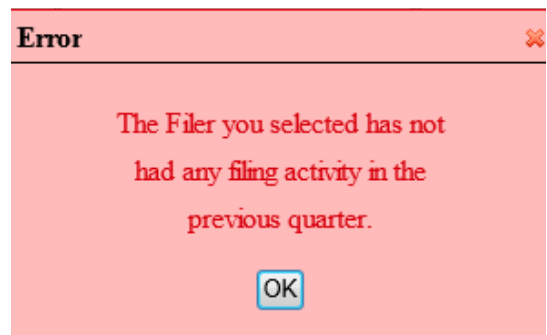 Error
The Filer you selected has not
had any filing activity in the
previous quarter.
OK